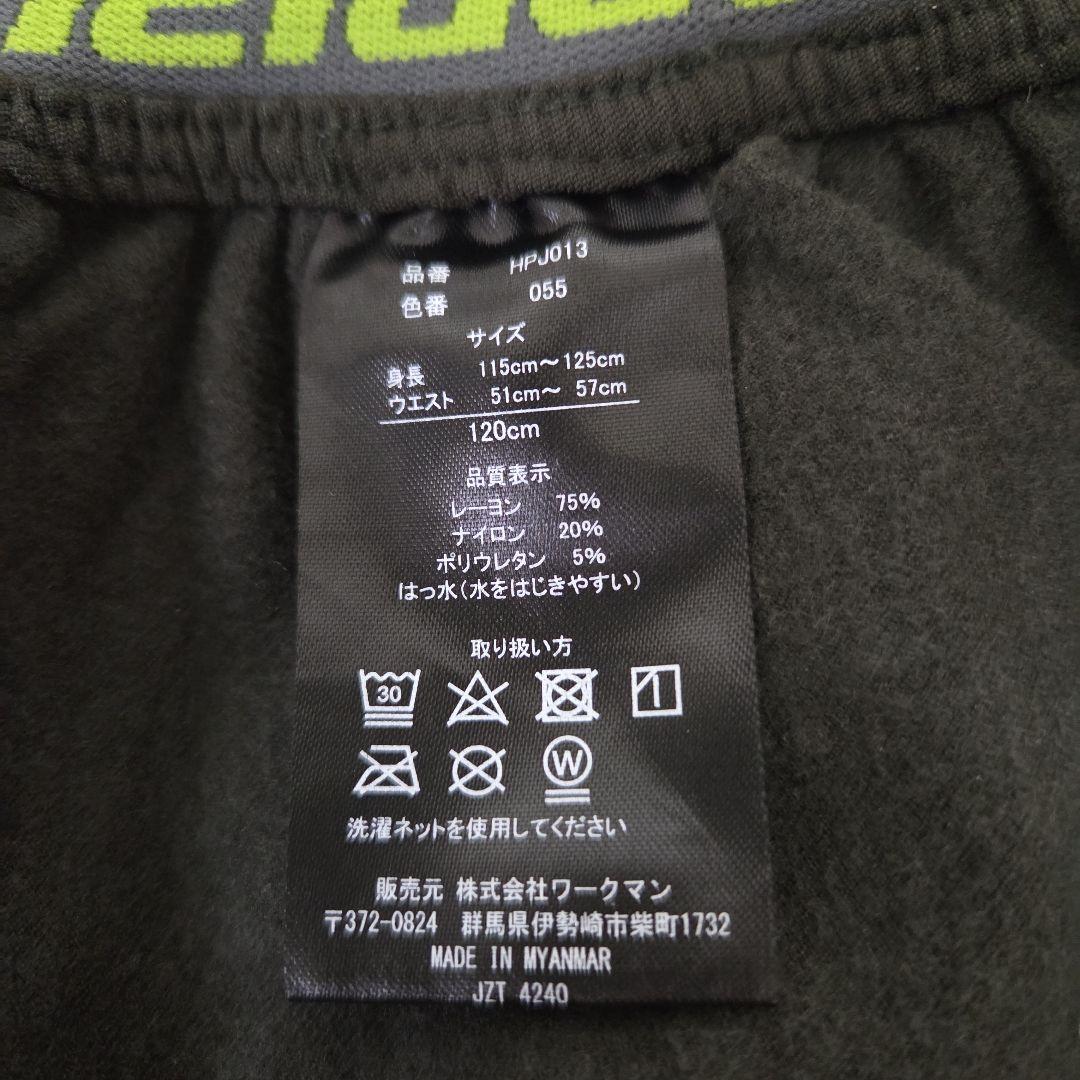 品番 HPJ013
色番 055
サイズ
身長 115cm～125cm
ウエスト 51cm～ 57cm
120cm
品質表示
レーヨン 75%
ナイロン 20%
ポリウレタン 5%
はっ水(水をはじきやすい)
取り扱い方
30
W
洗濯ネットを使用してください
販売元 株式会社ワークマン
〒372-0824 群馬県伊勢崎市柴町1732
MADE IN MYANMAR
JZT 4240